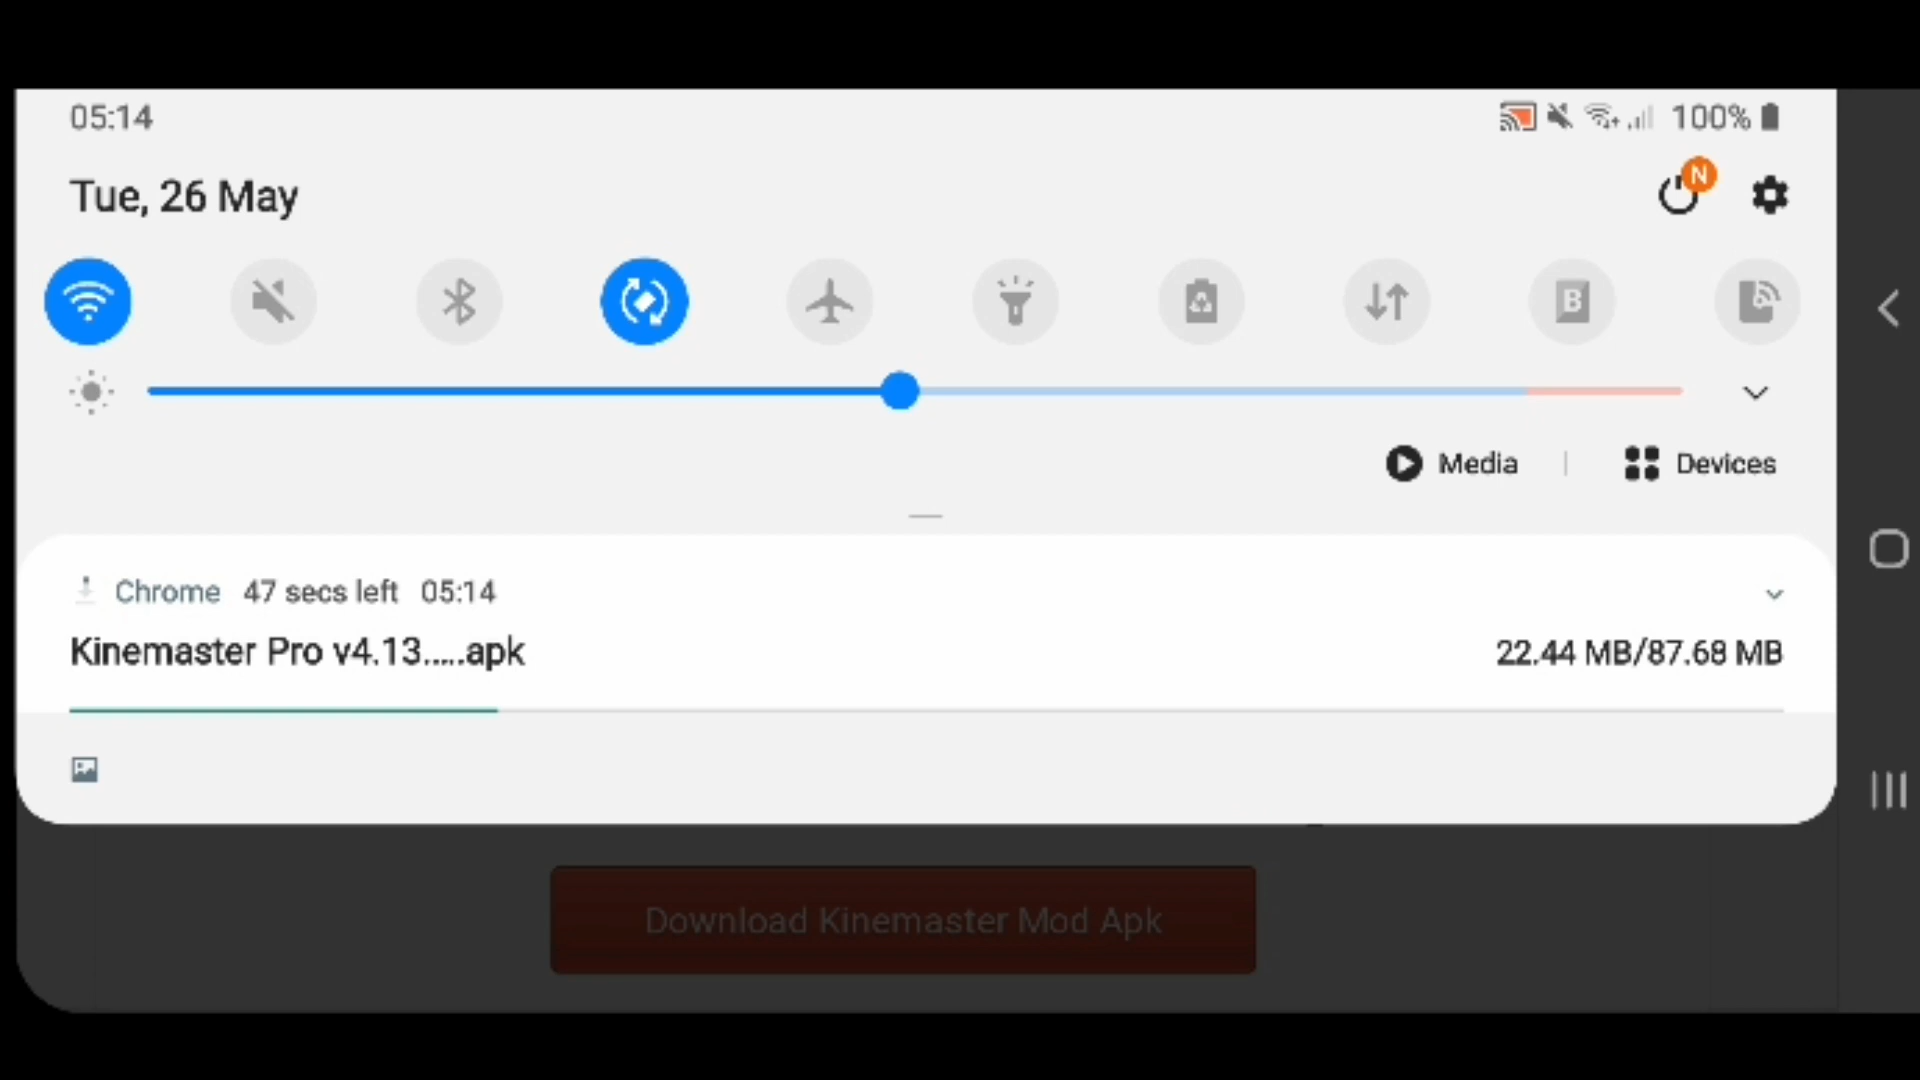 05:14
100%
Tue, 26 May
N
B
Media
Devices
Chrome 47 secs left 05:14
Kinemaster Pro v4.13.....apk
22.44 MB/87.68 MB
Download Kinemaster Mod Apk